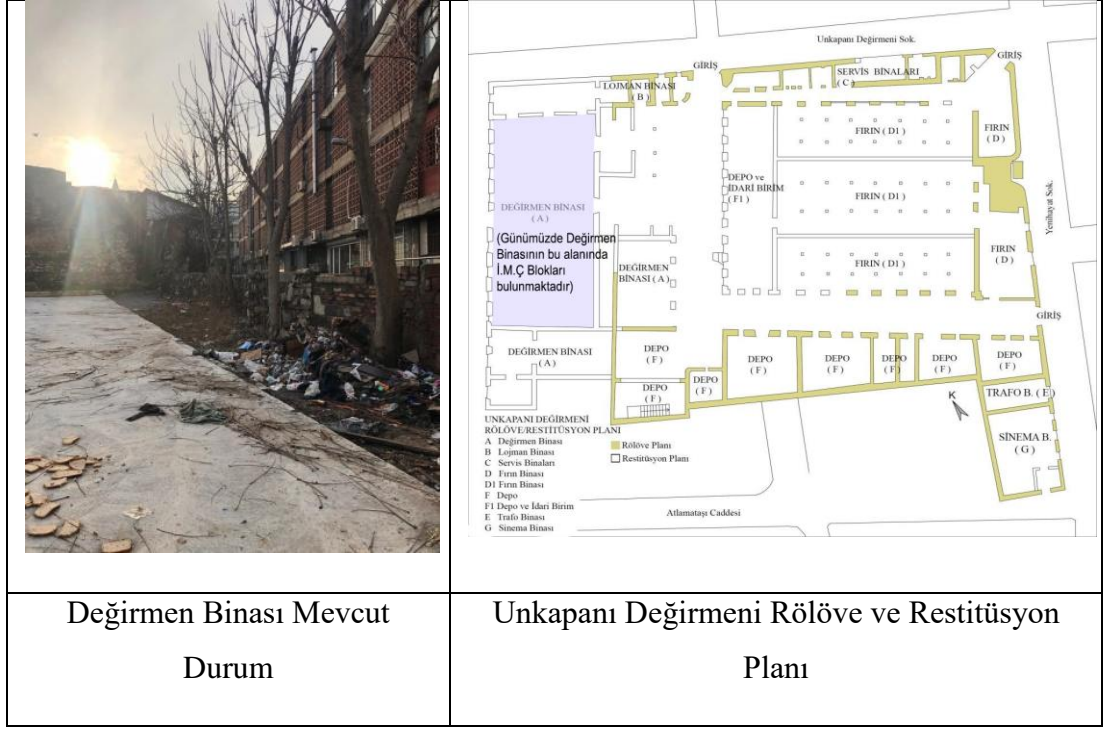 Unkapanı Değirmeni Sok.
GİRİŞ
GİRİŞ
LOJMAN BİNASI
( B )
SERVİS BİNALARI
( C )
FIRIN ( D1 )
FIRIN
( D )
DEPO ve
İDARİ BİRİM
( F1 )
FIRIN ( D1 )
Yenihayat Sok.
DEĞİRMEN BİNASI
( A )
(Günümüzde Değirmen
Binasının bu alanında
İ.M.Ç Blokları
bulunmaktadır)
DEĞİRMEN
BİNASI ( A )
FIRIN ( D1 )
FIRIN
( D )
GİRİŞ
DEĞİRMEN BİNASI
( A )
DEPO
( F )
DEPO
( F )
DEPO
( F )
DEPO
( F )
DEPO
( F )
DEPO
( F )
DEPO
( F )
DEPO
( F )
TRAFO B. ( E )
K
SİNEMA B.
( G )
UNKAPANI DEĞİRMENİ
RÖLÖVE/RESTİTÜSYON PLANI
A Değirmen Binası
B Lojman Binası
C Servis Binaları
D Fırın Binası
D1 Fırın Binası
F Depo
F1 Depo ve İdari Birim
E Trafo Binası
G Sinema Binası
Rölöve Planı
Restitüsyon Planı
Atlamataşı Caddesi
Değirmen Binası Mevcut
Durum
Unkapanı Değirmeni Rölöve ve Restitüsyon
Planı